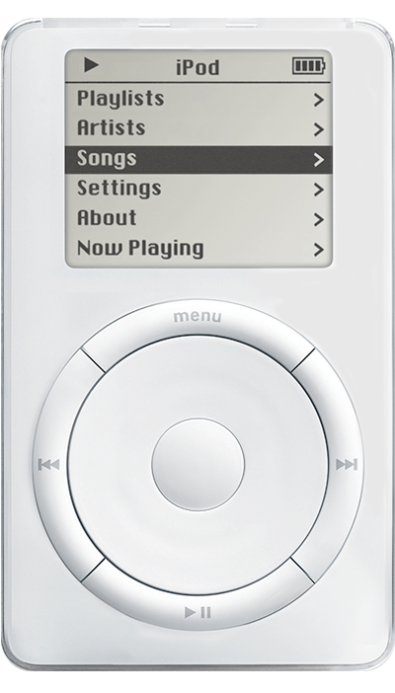 iPod
Playlists >
Artists >
Songs >
Settings >
About >
Now Playing >
menu